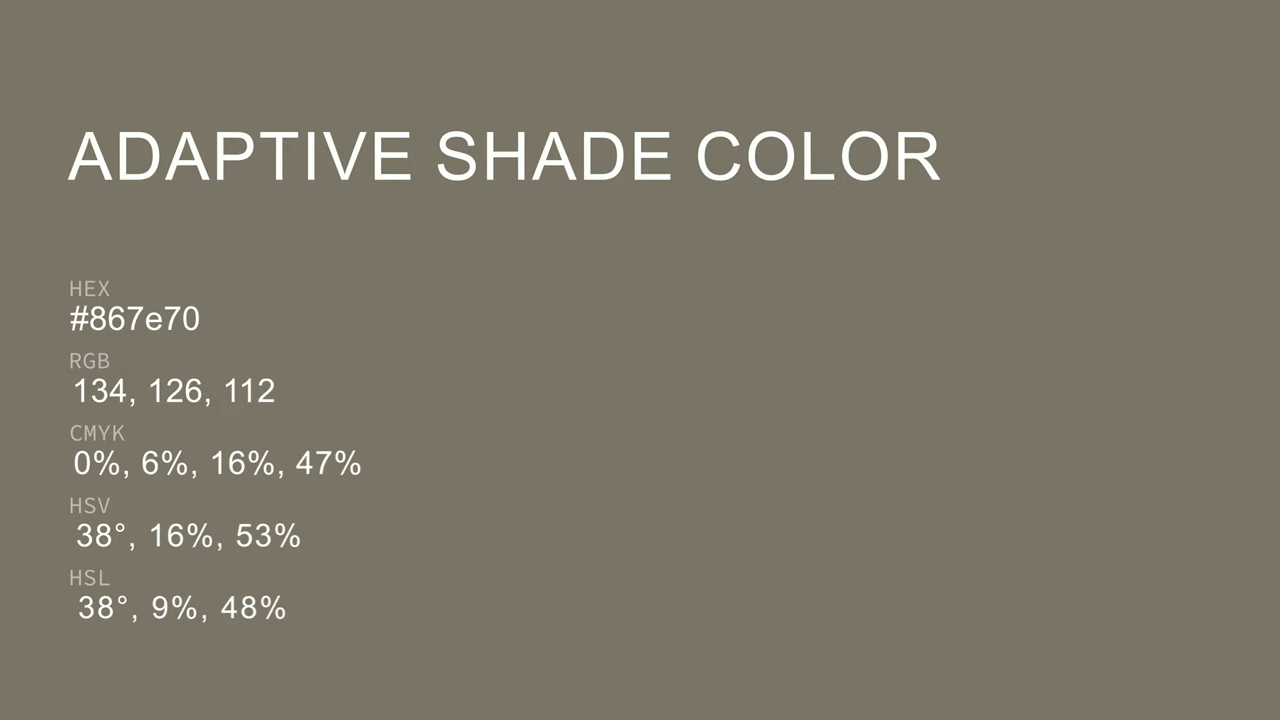 ADAPTIVE SHADE COLOR
HEX
#867e70
RGB
134, 126, 112
CMYK
0%, 6%, 16%, 47%
HSV
38°, 16%, 53%
HSL
38°, 9%, 48%